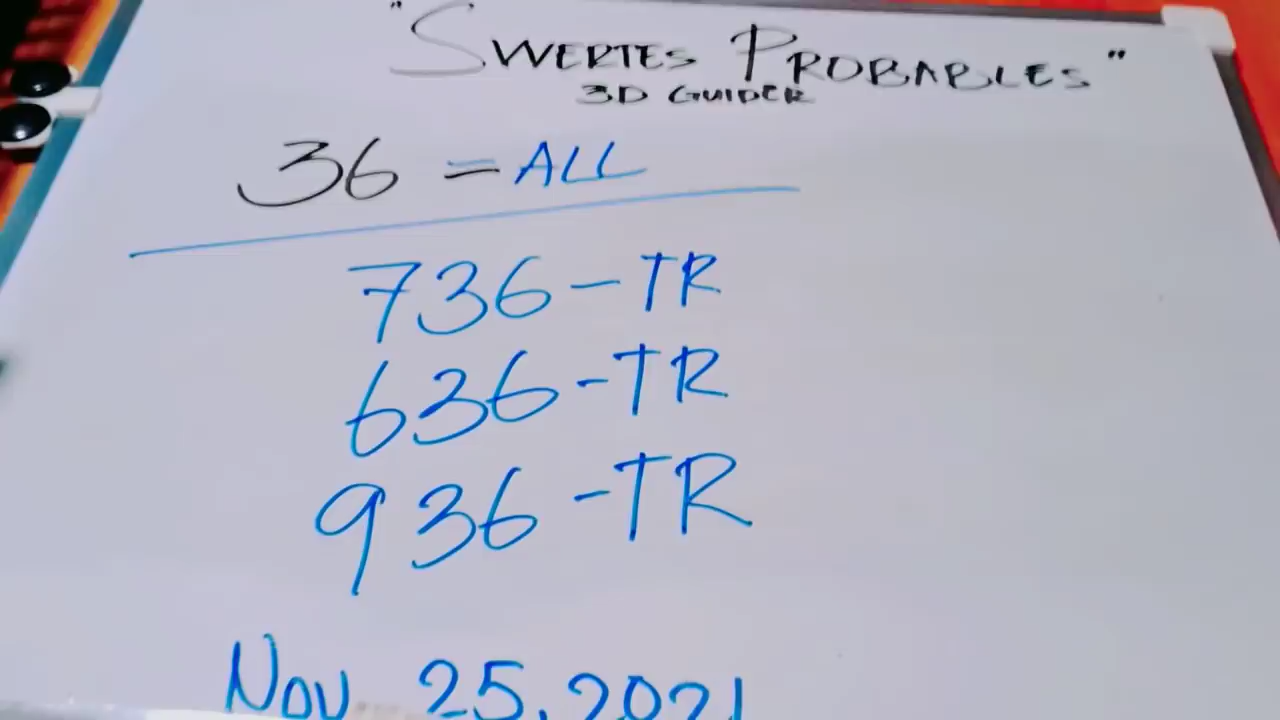 "SWERTES PROBABLES"
3D GUIDER
36 = ALL
736 - TR
636 - TR
936 - TR
Nov. 25, 2021